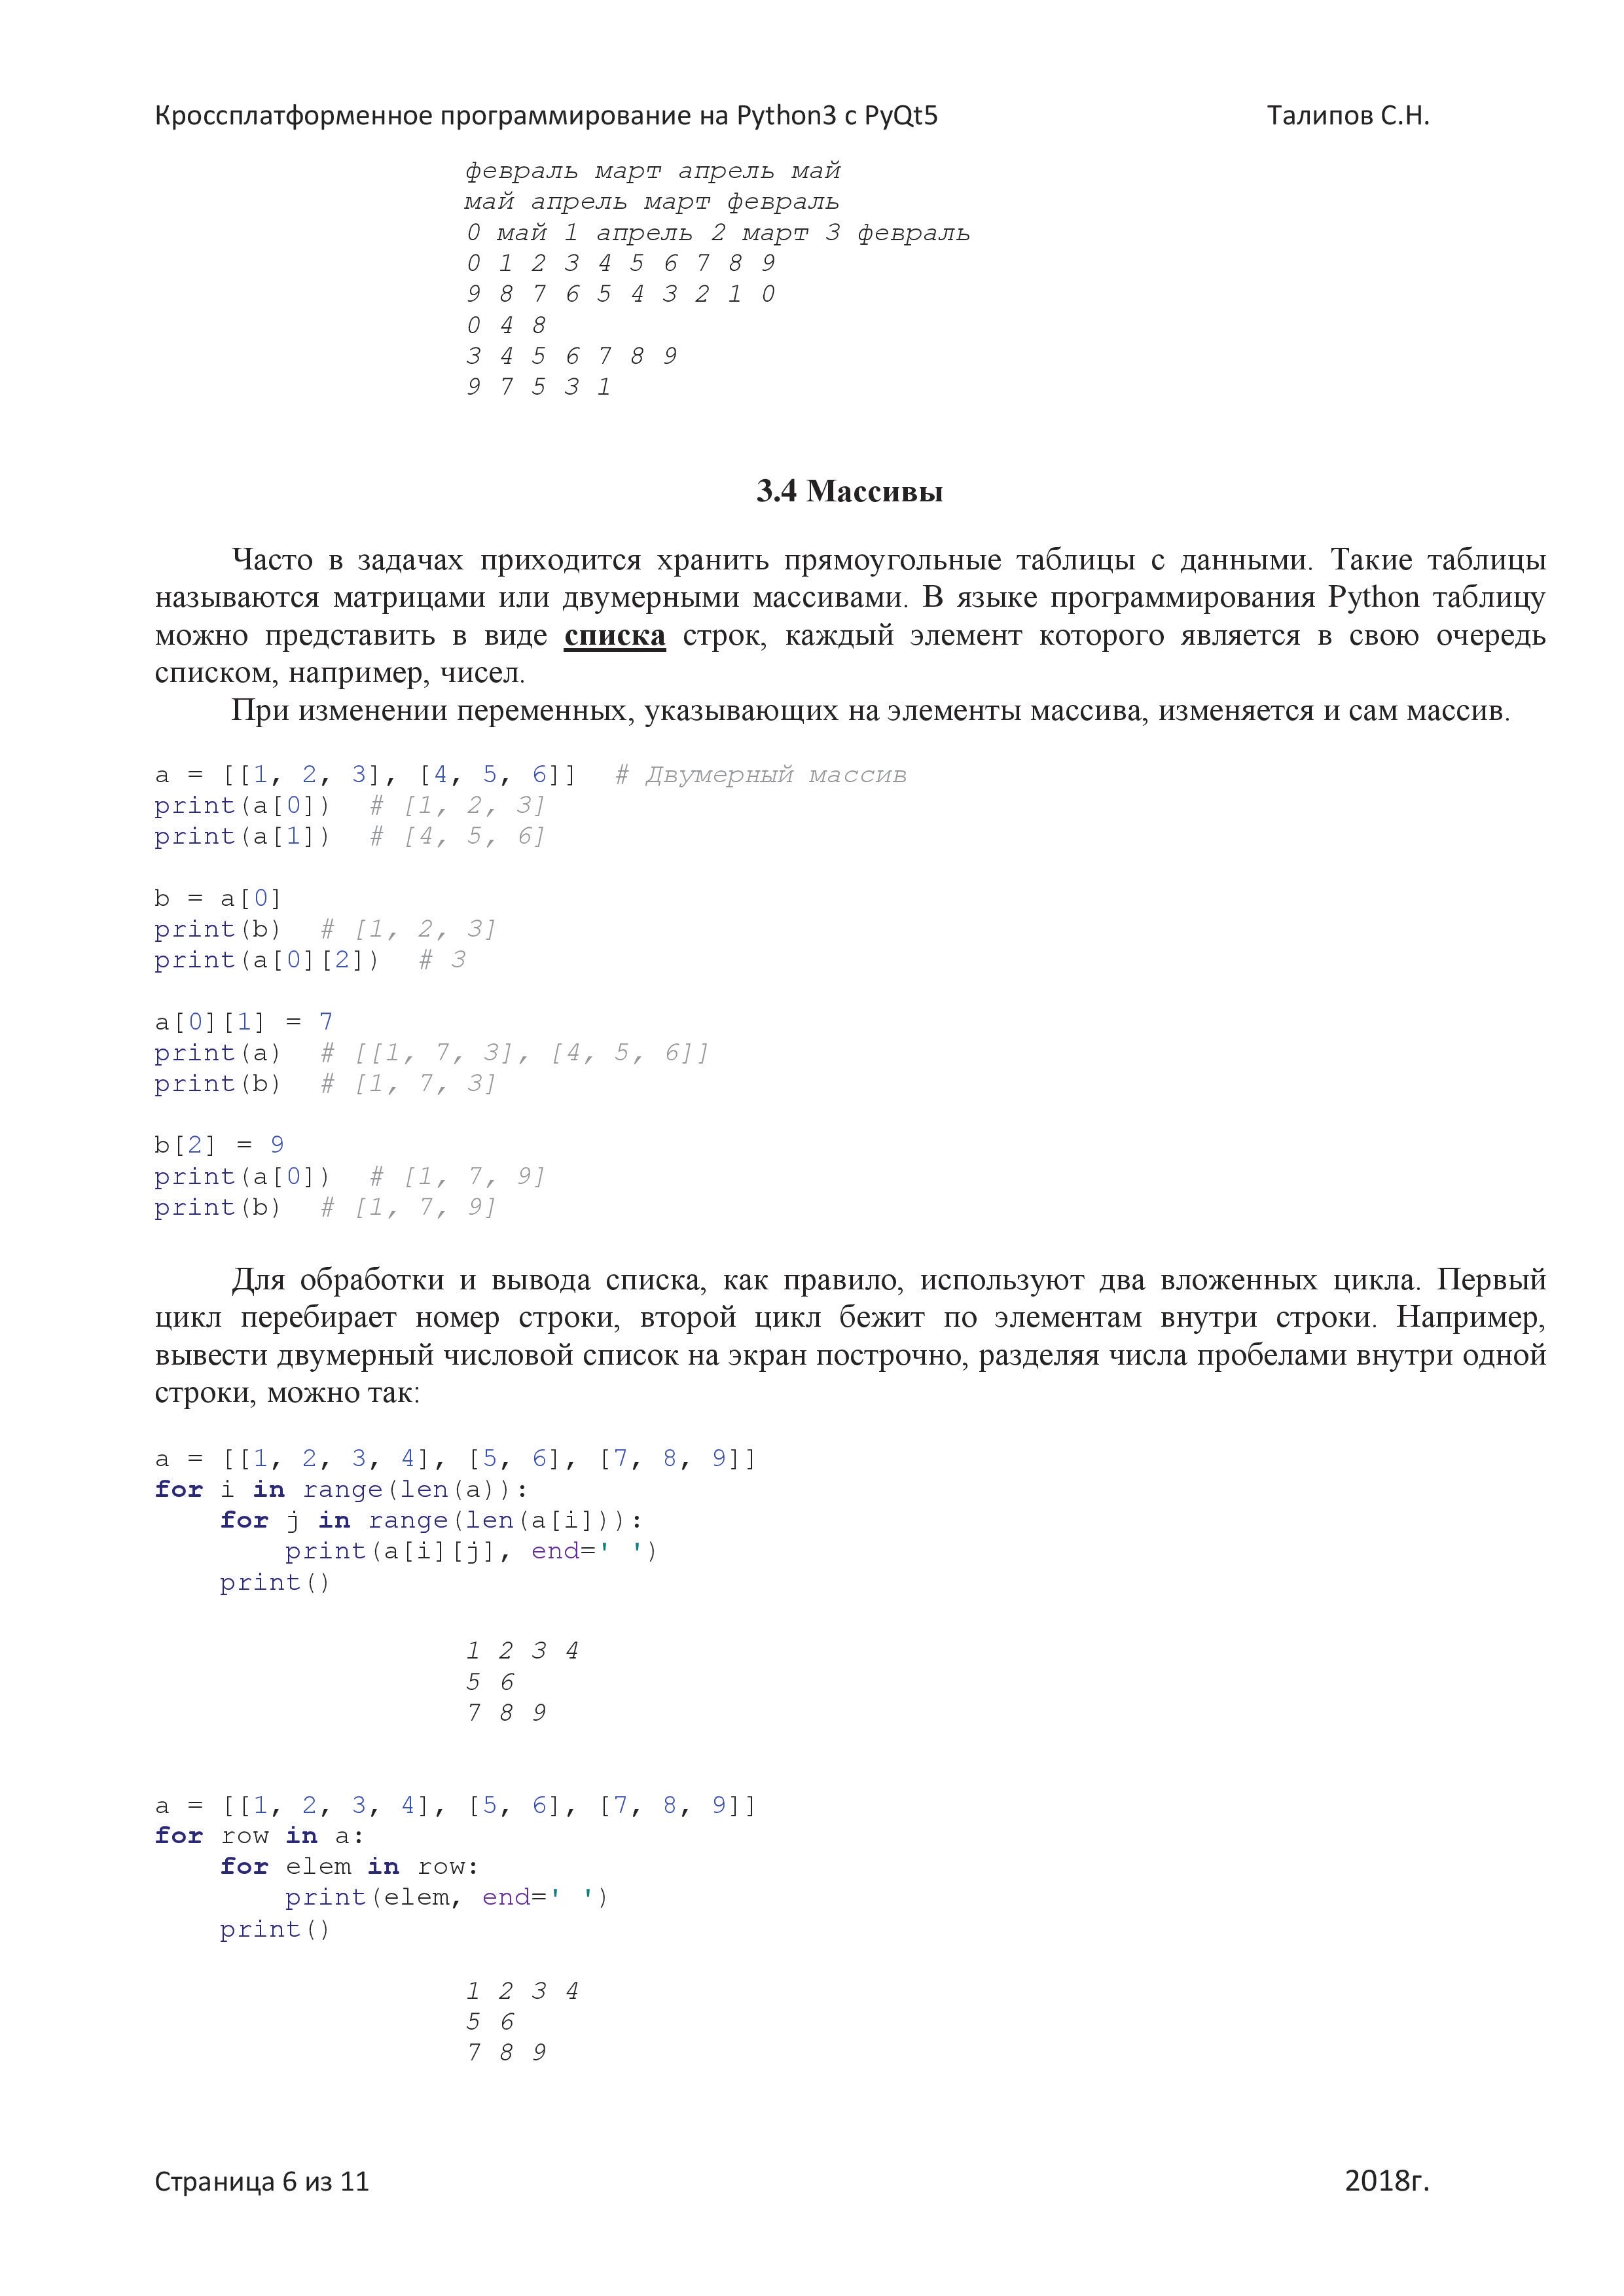 Кроссплатформенное программирование на Python3 с PyQt5 Талипов С.Н.
февраль март апрель май
май апрель март февраль
0 май 1 апрель 2 март 3 февраль
0 1 2 3 4 5 6 7 8 9
9 8 7 6 5 4 3 2 1 0
0 4 8
3 4 5 6 7 8 9
9 7 5 3 1
3.4 Массивы
Часто в задачах приходится хранить прямоугольные таблицы с данными. Такие таблицы
называются матрицами или двумерными массивами. В языке программирования Python таблицу
можно представить в виде списка строк, каждый элемент которого является в свою очередь
списком, например, чисел.
При изменении переменных, указывающих на элементы массива, изменяется и сам массив.
a = [[1, 2, 3], [4, 5, 6]]  # Двумерный массив
print(a[0])  # [1, 2, 3]
print(a[1])  # [4, 5, 6]
b = a[0]
print(b)  # [1, 2, 3]
print(a[0][2])  # 3
a[0][1] = 7
print(a)  # [[1, 7, 3], [4, 5, 6]]
print(b)  # [1, 7, 3]
b[2] = 9
print(a[0])  # [1, 7, 9]
print(b)  # [1, 7, 9]
Для обработки и вывода списка, как правило, используют два вложенных цикла. Первый
цикл перебирает номер строки, второй цикл бежит по элементам внутри строки. Например,
вывести двумерный числовой список на экран построчно, разделяя числа пробелами внутри одной
строки, можно так:
a = [[1, 2, 3, 4], [5, 6], [7, 8, 9]]
for i in range(len(a)):
    for j in range(len(a[i])):
        print(a[i][j], end=' ')
    print()
1 2 3 4
5 6
7 8 9
a = [[1, 2, 3, 4], [5, 6], [7, 8, 9]]
for row in a:
    for elem in row:
        print(elem, end=' ')
    print()
1 2 3 4
5 6
7 8 9
Страница 6 из 11 2018г.